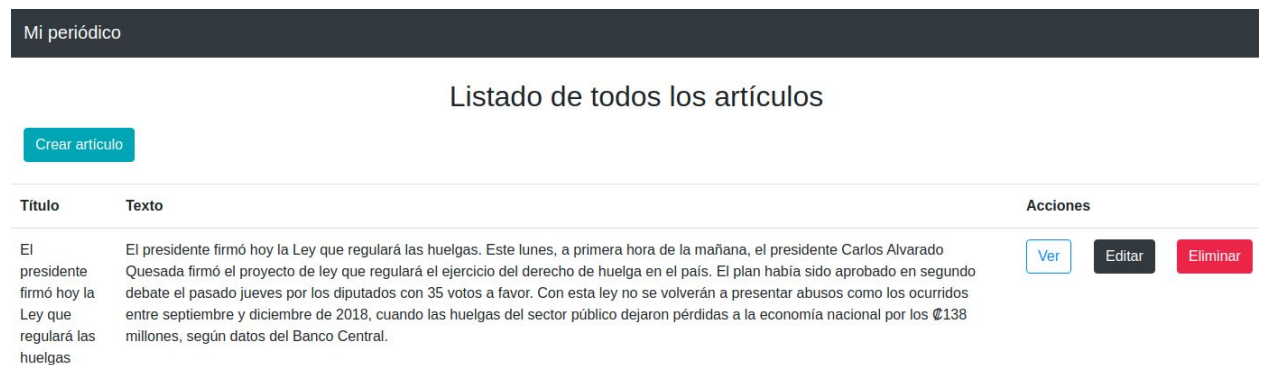 Mi periódico
Listado de todos los artículos
Crear artículo
Título Texto Acciones
El presidente firmó hoy la Ley que regulará las huelgas
El presidente firmó hoy la Ley que regulará las huelgas. Este lunes, a primera hora de la mañana, el presidente Carlos Alvarado
Quesada firmó el proyecto de ley que regulará el ejercicio del derecho de huelga en el país. El plan había sido aprobado en segundo
debate el pasado jueves por los diputados con 35 votos a favor. Con esta ley no se volverán a presentar abusos como los ocurridos
entre septiembre y diciembre de 2018, cuando las huelgas del sector público dejaron pérdidas a la economía nacional por los ₡138
millones, según datos del Banco Central.
Ver Editar Eliminar